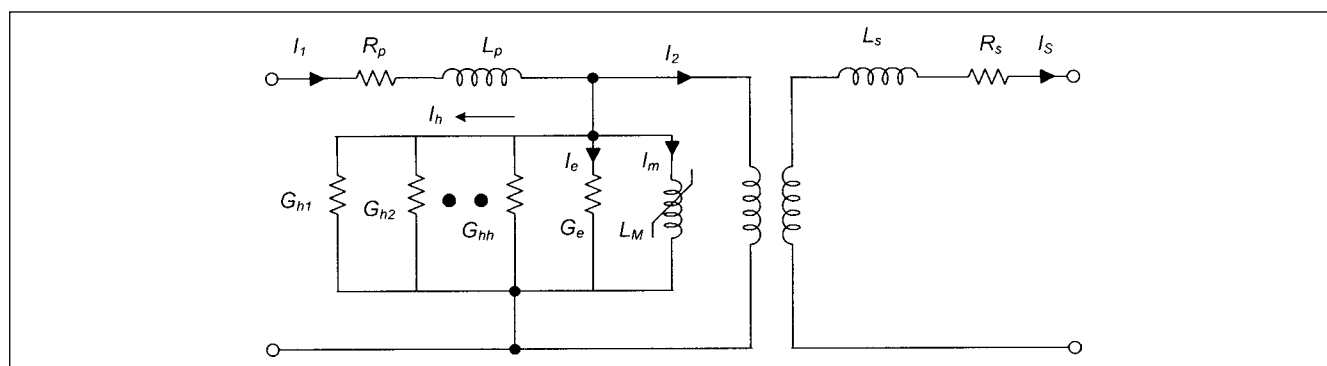 I1 Rp Lp I2 Ls Rs IS
Ih
Ie Im
Gh1 Gh2 Ghh Ge LM